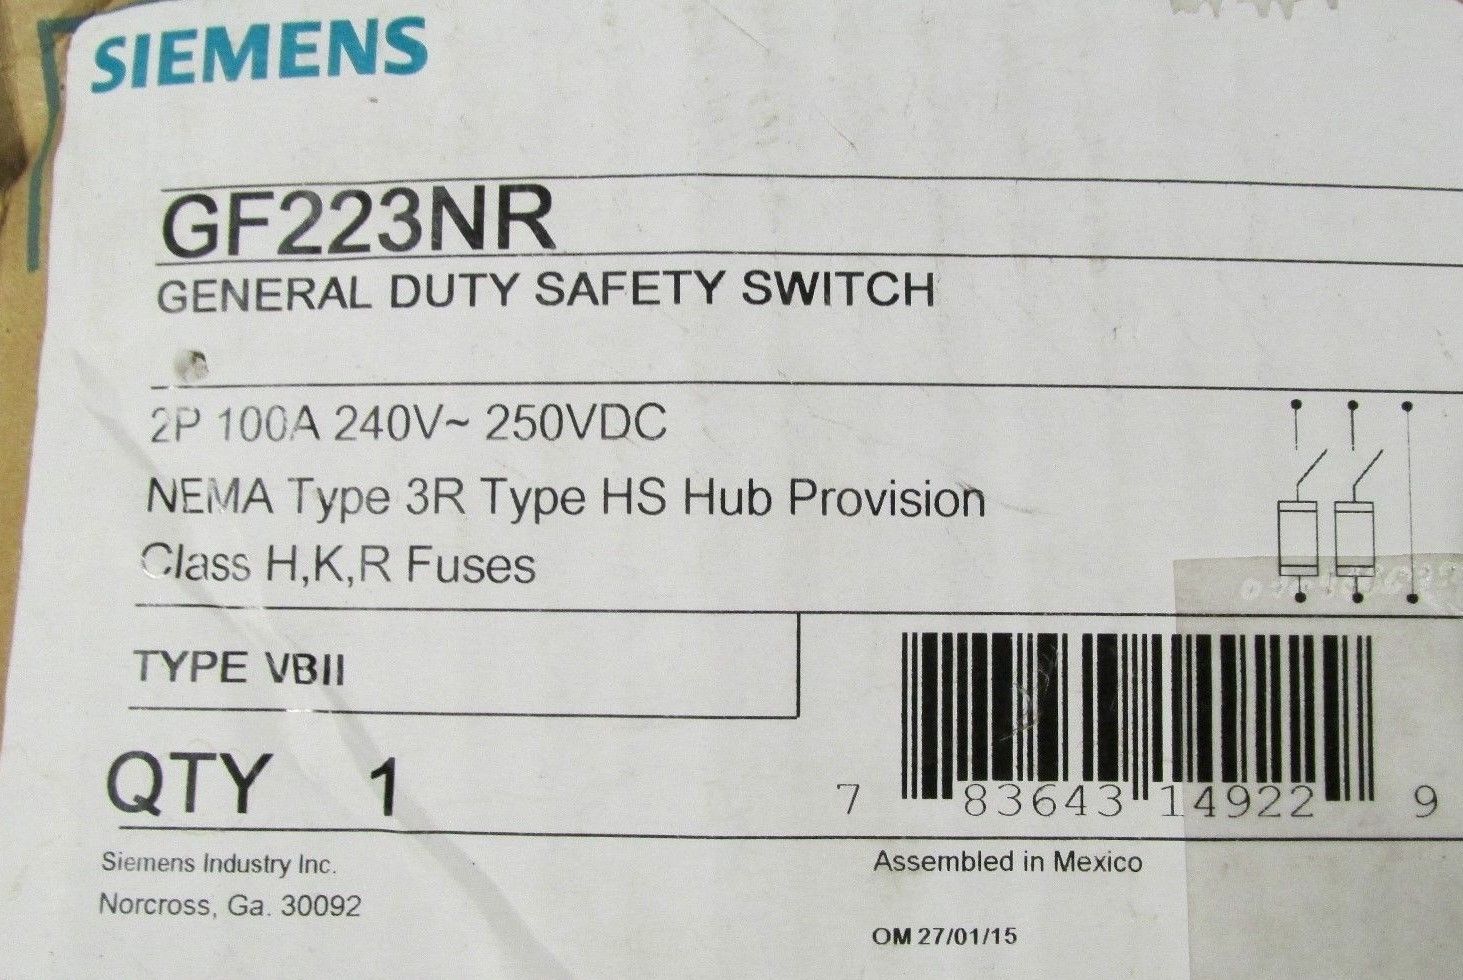 SIEMENS
GF223NR
GENERAL DUTY SAFETY SWITCH
2P 100A 240V~ 250VDC
NEMA Type 3R Type HS Hub Provision
Class H,K,R Fuses
TYPE VBII
QTY 1
7 83643 14922 9
Siemens Industry Inc.
Norcross, Ga. 30092
Assembled in Mexico
OM 27/01/15